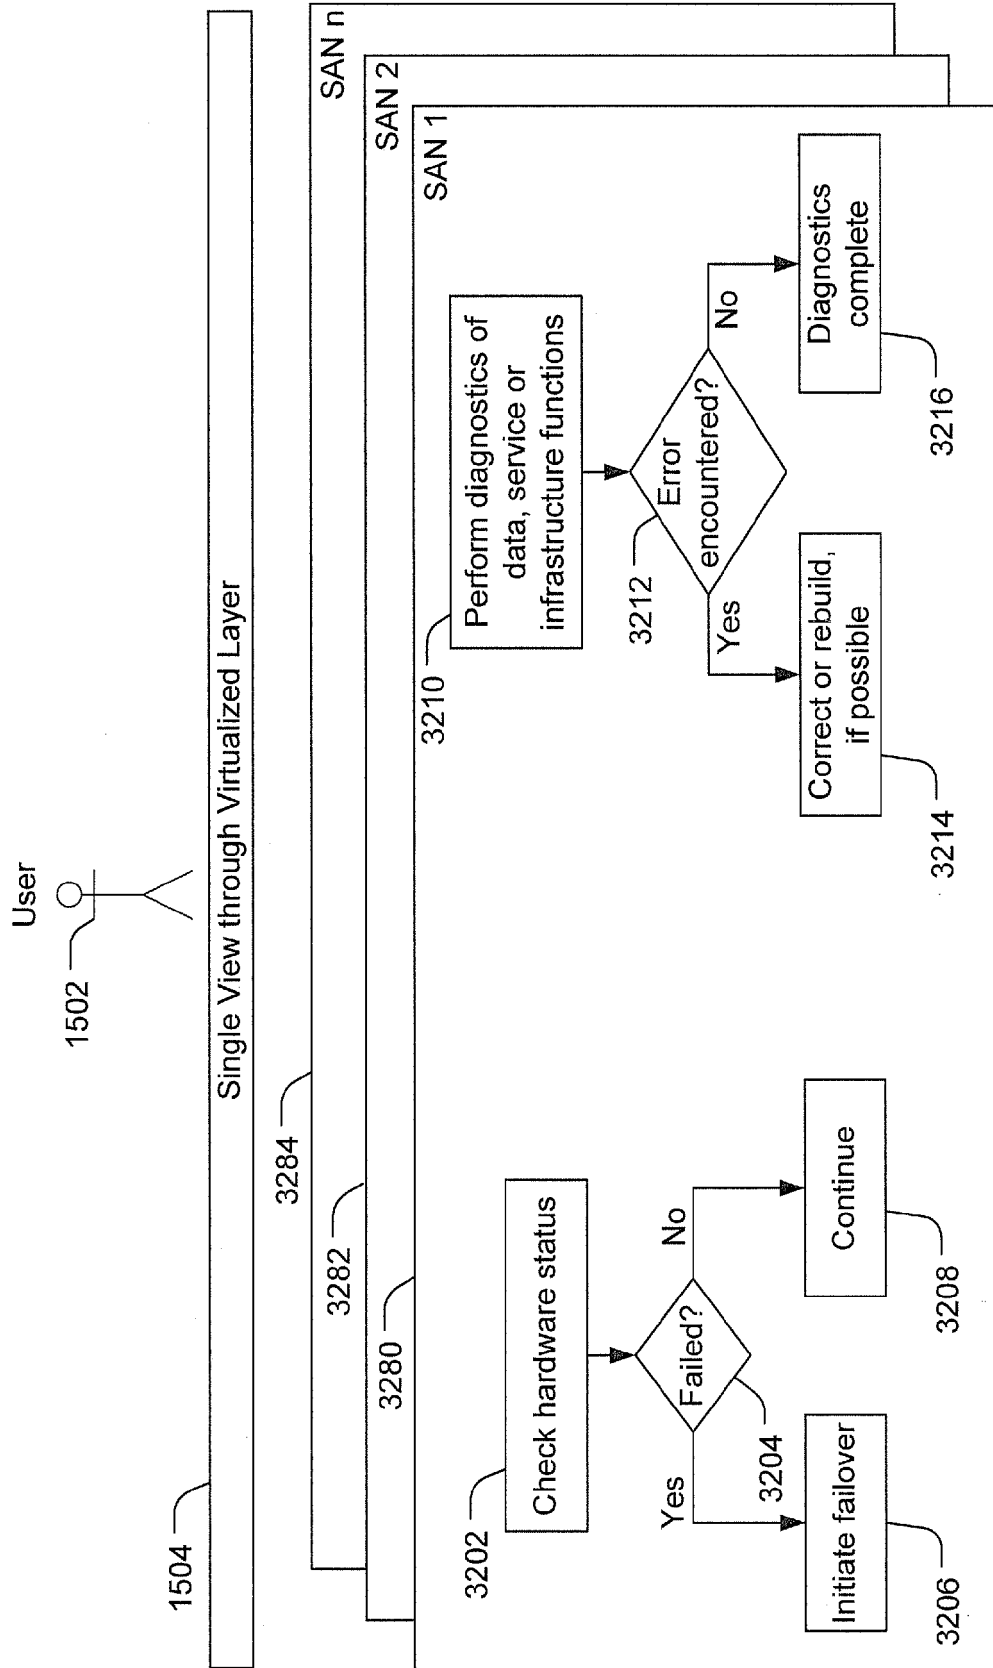 User
1502
1504
Single View through Virtualized Layer
3284
SAN n
3282
SAN 2
3280
SAN 1
3202
Check hardware status
Failed?
3204
Yes
No
Initiate failover
3206
Continue
3208
3210
Perform diagnostics of
data, service or
infrastructure functions
3212
Error
encountered?
Yes
No
Correct or rebuild,
if possible
3214
Diagnostics
complete
3216